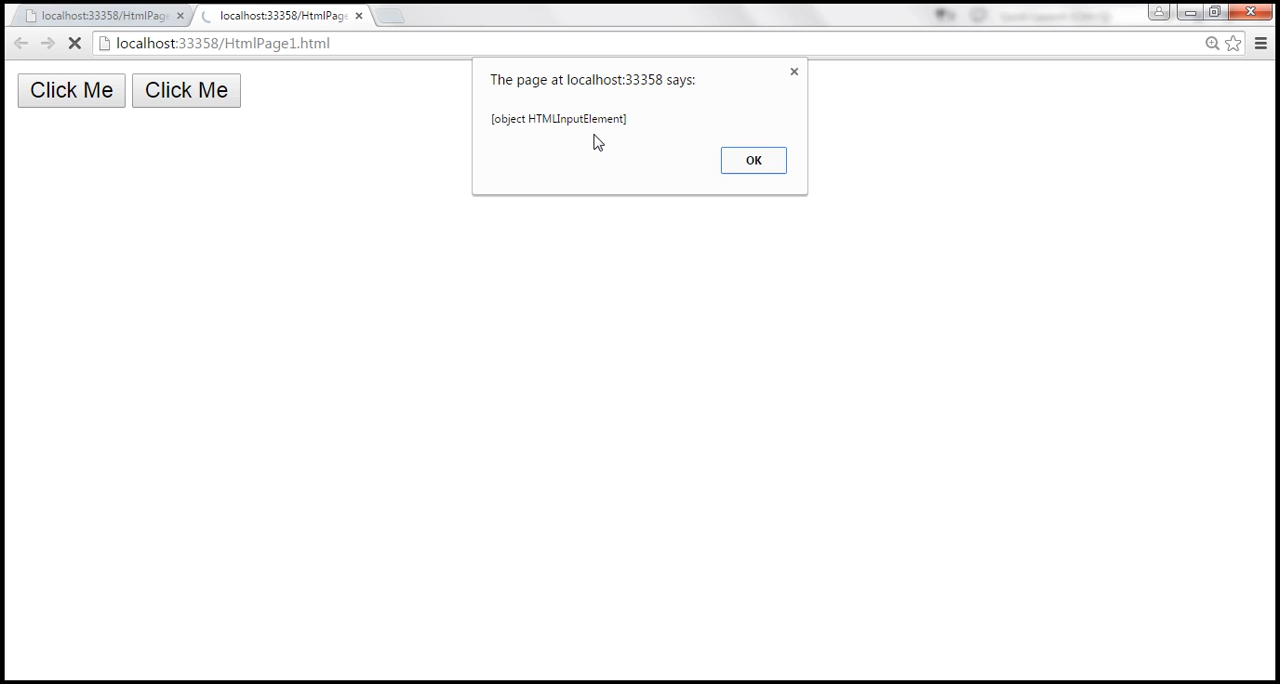 localhost:33358/HtmlPag
localhost:33358/HtmlPage
localhost:33358/HtmlPage1.html
Click Me
Click Me
The page at localhost:33358 says:
[object HTMLInputElement]
OK